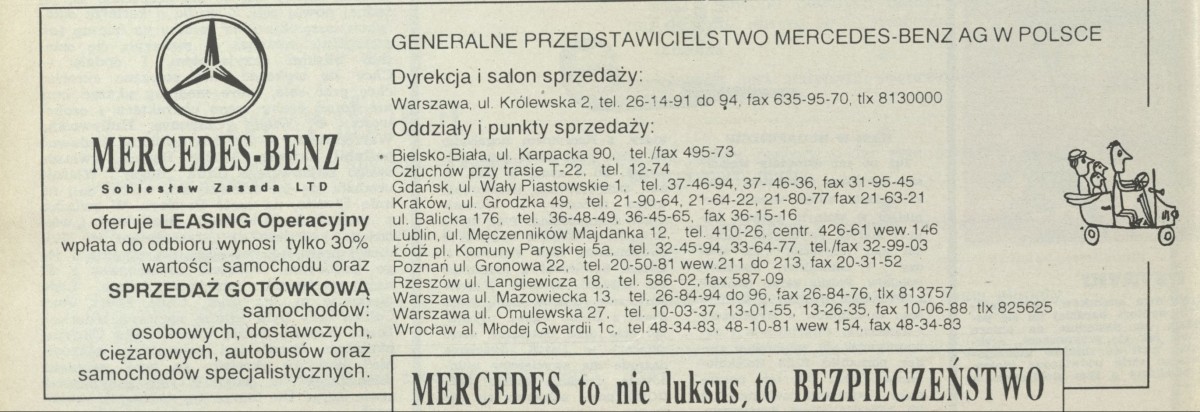 MERCEDES-BENZ
Sobiesław Zasada LTD
oferuje LEASING Operacyjny
wpłata do odbioru wynosi tylko 30%
wartości samochodu oraz
SPRZEDAŻ GOTÓWKOWĄ
samochodów:
osobowych, dostawczych,
ciężarowych, autobusów oraz
samochodów specjalistycznych.
GENERALNE PRZEDSTAWICIELSTWO MERCEDES-BENZ AG W POLSCE
Dyrekcja i salon sprzedaży:
Warszawa, ul. Królewska 2, tel. 26-14-91 do 94, fax 635-95-70, tlx 8130000
Oddziały i punkty sprzedaży:
Bielsko-Biała, ul. Karpacka 90, tel./fax 495-73
Człuchów przy trasie T-22, tel. 12-74
Gdańsk, ul. Wały Piastowskie 1, tel. 37-46-94, 37- 46-36, fax 31-95-45
Kraków, ul. Grodzka 49, tel. 21-90-64, 21-64-22, 21-80-77 fax 21-63-21
ul. Balicka 176, tel. 36-48-49, 36-45-65, fax 36-15-16
Lublin, ul. Męczenników Majdanka 12, tel. 410-26, centr. 426-61 wew.146
Łódź pl. Komuny Paryskiej 5a, tel. 32-45-94, 33-64-77, tel./fax 32-99-03
Poznań ul. Gronowa 22, tel. 20-50-81 wew.211 do 213, fax 20-31-52
Rzeszów ul. Langiewicza 18, tel. 586-02, fax 587-09
Warszawa ul. Mazowiecka 13, tel. 26-84-94 do 96, fax 26-84-76, tlx 813757
Warszawa ul. Omulewska 27, tel. 10-03-37, 13-01-55, 13-26-35, fax 10-06-88 tlx 825625
Wrocław al. Młodej Gwardii 1c, tel.48-34-83, 48-10-81 wew 154, fax 48-34-83
MERCEDES to nie luksus, to BEZPIECZEŃSTWO